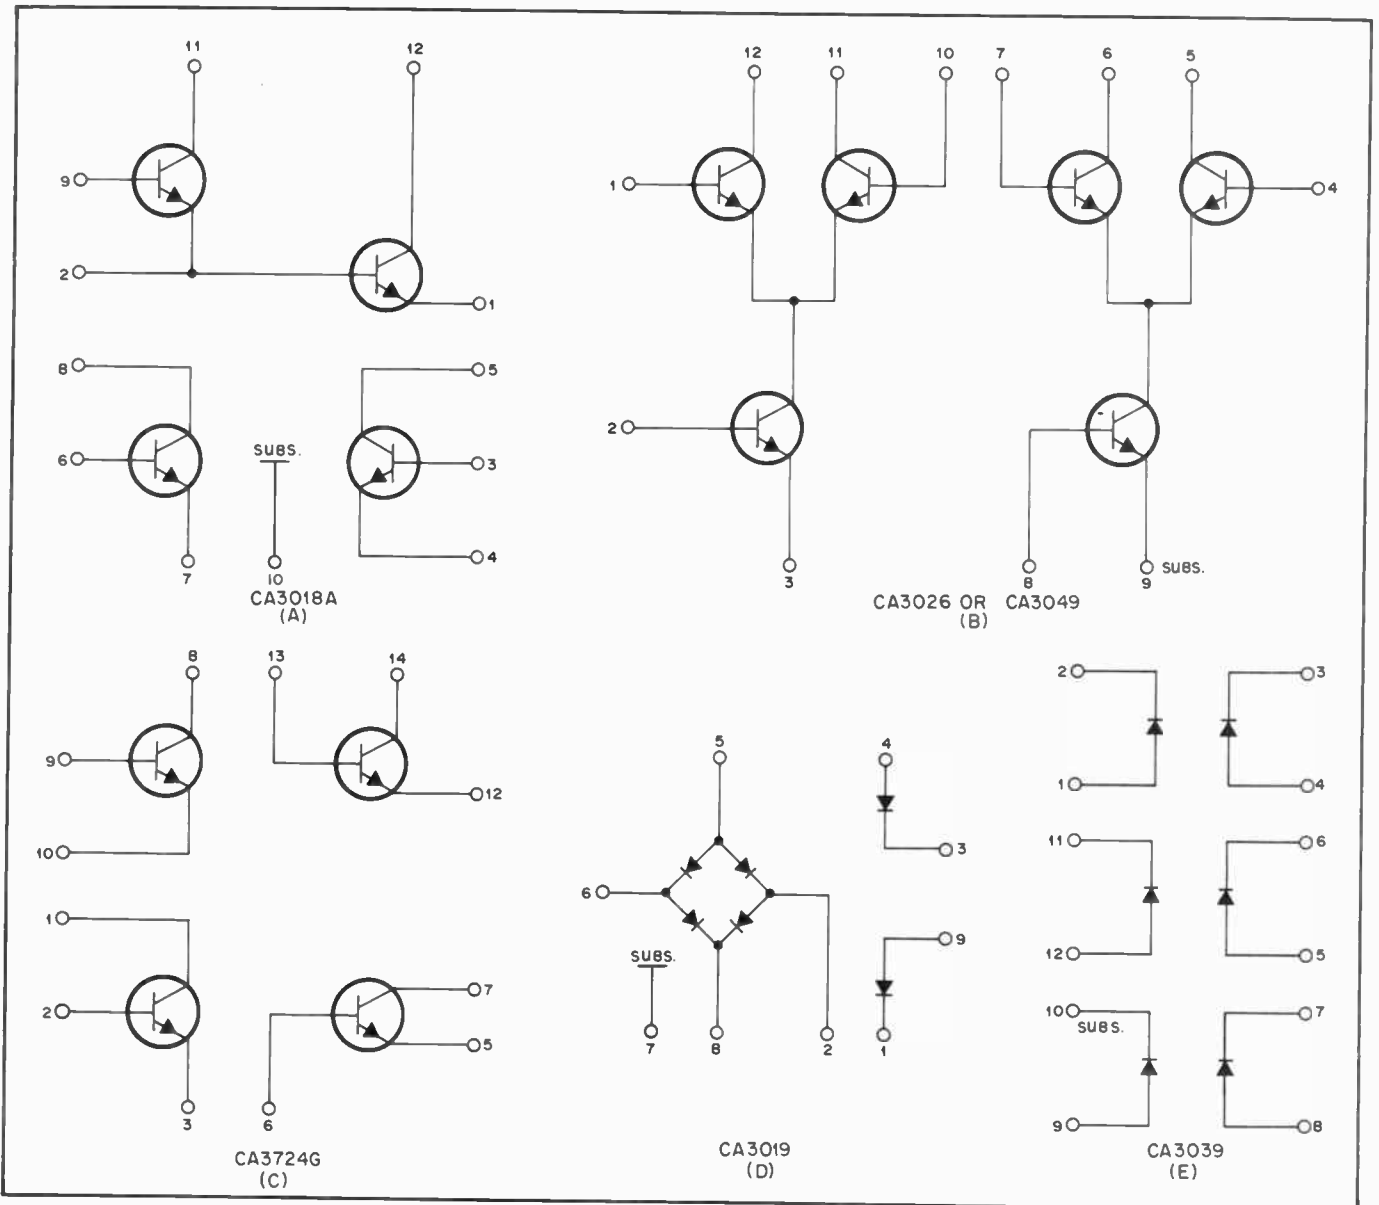 11 12
9
2
1
8 5
6 SUBS. 3
7 10 4
CA3018A
(A)
12 11 10 7 6 5
1 4
2
3 8 9 SUBS.
CA3026 OR CA3049
(B)
8 13 14
9
12
10
1
2 7
5
3 6
CA3724G
(C)
5 4
3
6
9
SUBS.
7 8 2 1
CA3019
(D)
2 3
1 4
11 6
12 5
10 7
SUBS.
9 8
CA3039
(E)